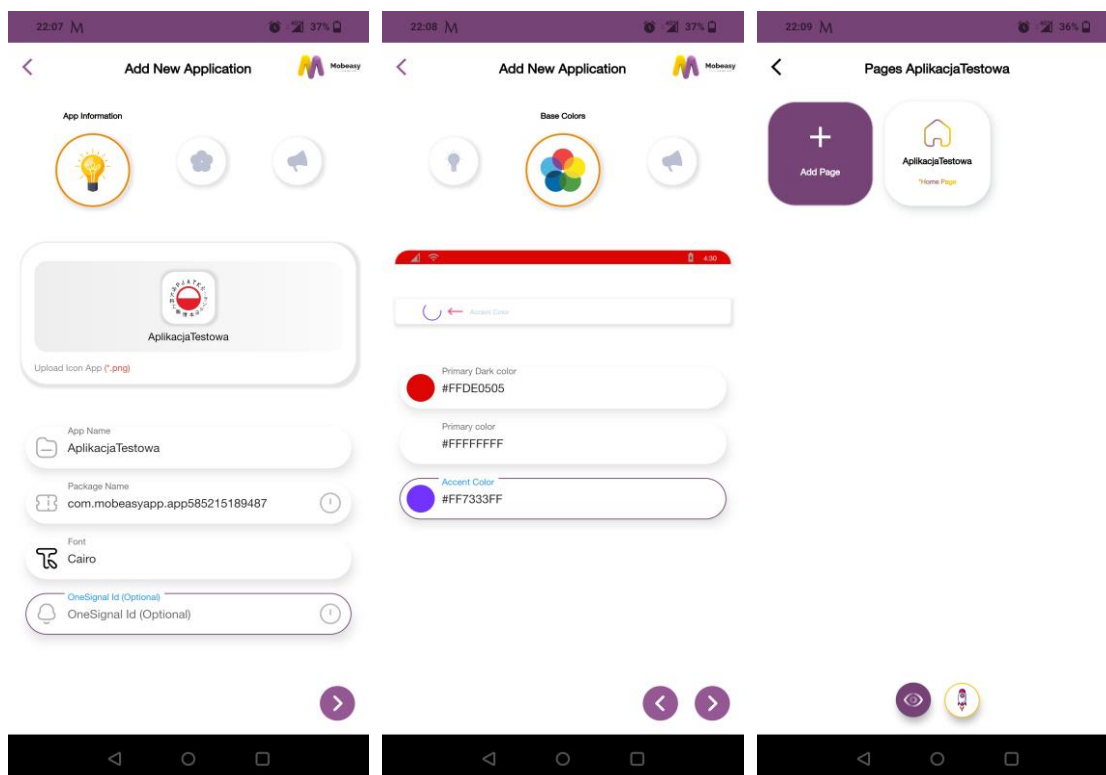 22:07
37%
Add New Application
Mobeasy
App Information
AplikacjaTestowa
Upload Icon App (*.png)
App Name
AplikacjaTestowa
Package Name
com.mobeasyapp.app585215189487
Font
Cairo
OneSignal Id (Optional)
OneSignal Id (Optional)
22:08
37%
Add New Application
Mobeasy
Base Colors
4:30
Accent Color
Primary Dark color
#FFDE0505
Primary color
#FFFFFFFF
Accent Color
#FF7333FF
22:09
36%
Pages AplikacjaTestowa
Add Page
AplikacjaTestowa
*Home Page